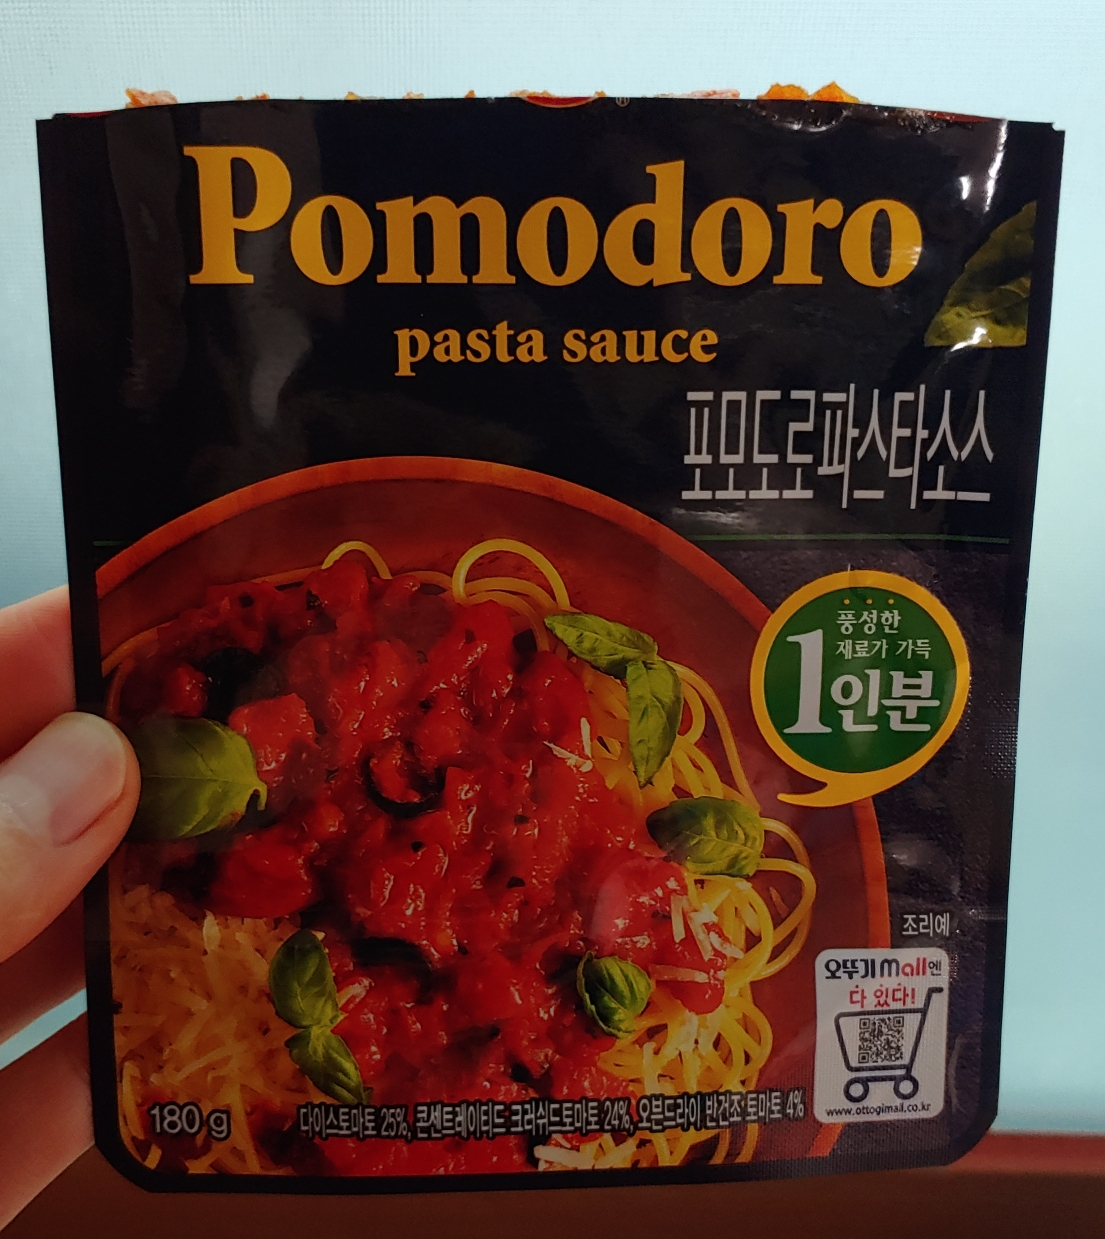 ®
Pomodoro
pasta sauce
포모도로파스타소스
풍성한
재료가 가득
1인분
조리예
오뚜기mall엔
다 있다!
www.ottogimall.co.kr
180 g
다이스토마토 25%, 콘센트레이티드 크러쉬드토마토 24%, 오븐드라이 반건조 토마토 4%